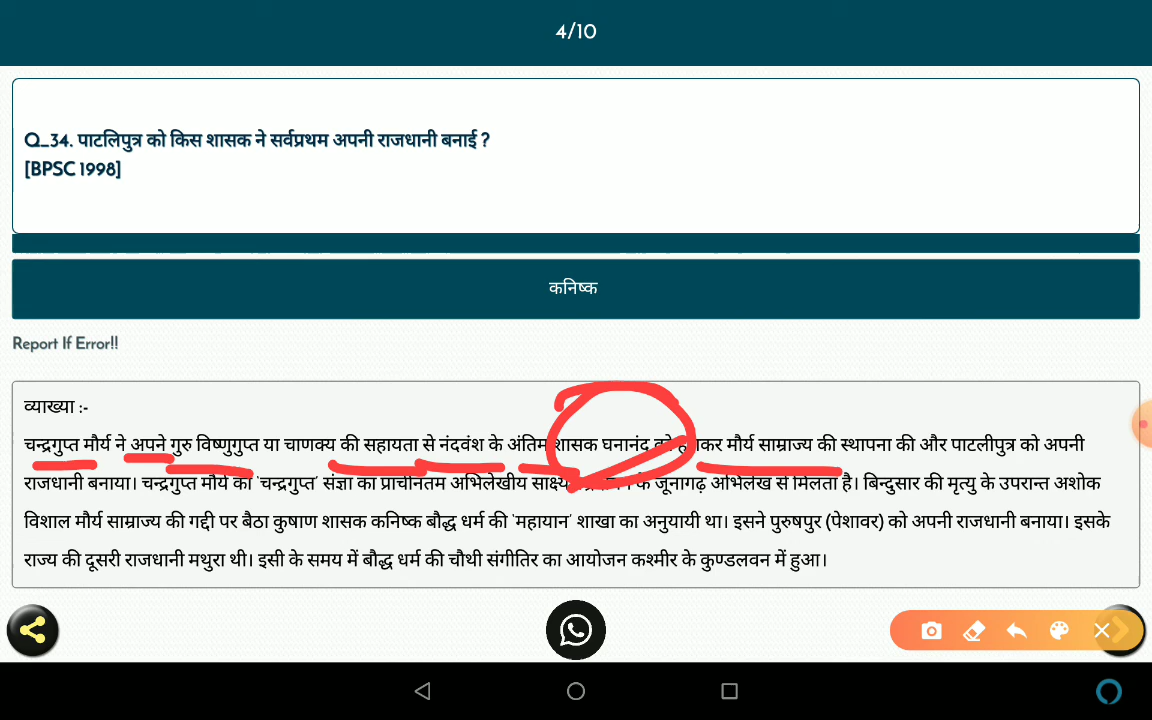 4/10
Q_34. पाटलिपुत्र को किस शासक ने सर्वप्रथम अपनी राजधानी बनाई ?
[BPSC 1998]
कनिष्क
Report If Error!!
व्याख्या :-
चन्द्रगुप्त मौर्य ने अपने गुरु विष्णुगुप्त या चाणक्य की सहायता से नंदवंश के अंतिम शासक घनानंद को हराकर मौर्य साम्राज्य की स्थापना की और पाटलीपुत्र को अपनी
राजधानी बनाया। चन्द्रगुप्त मौर्य की 'चन्द्रगुप्त' संज्ञा का प्राचीनतम अभिलेखीय साक्ष्य के जूनागढ़ अभिलेख से मिलता है। बिन्दुसार की मृत्यु के उपरान्त अशोक
विशाल मौर्य साम्राज्य की गद्दी पर बैठा कुषाण शासक कनिष्क बौद्ध धर्म की 'महायान' शाखा का अनुयायी था। इसने पुरुषपुर (पेशावर) को अपनी राजधानी बनाया। इसके
राज्य की दूसरी राजधानी मथुरा थी। इसी के समय में बौद्ध धर्म की चौथी संगीतिर का आयोजन कश्मीर के कुण्डलवन में हुआ।